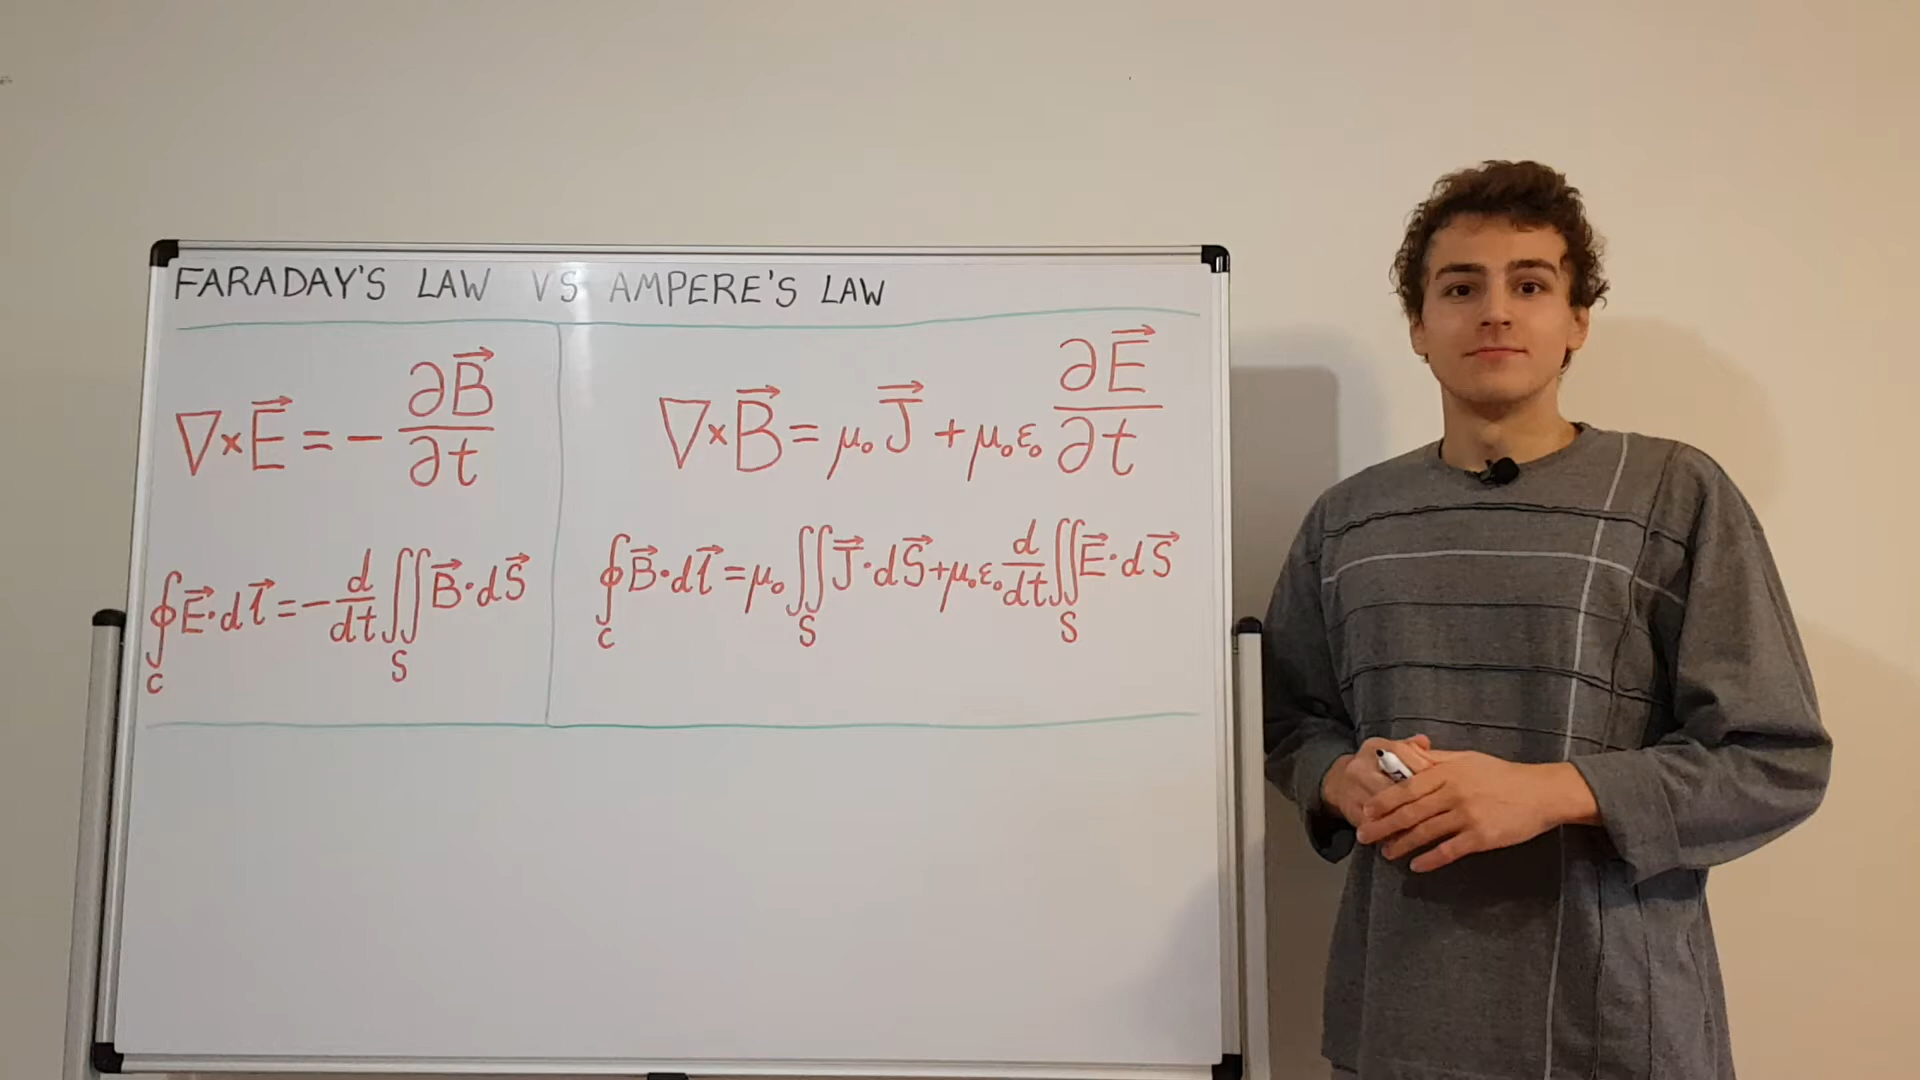 FARADAY'S LAW VS AMPERE'S LAW
∇×E⃗ = −∂B⃗/∂t
∇×B⃗ = μ₀J⃗ + μ₀ε₀ ∂E⃗/∂t
∮_C E⃗·dl⃗ = −d/dt ∬_S B⃗·dS⃗
∮_C B⃗·dl⃗ = μ₀ ∬_S J⃗·dS⃗ + μ₀ε₀ d/dt ∬_S E⃗·dS⃗